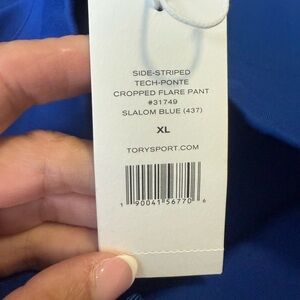 SIDE-STRIPED
TECH-PONTE
CROPPED FLARE PANT
#31749
SLALOM BLUE (437)
XL
TORYSPORT.COM
1 90041 56770 6